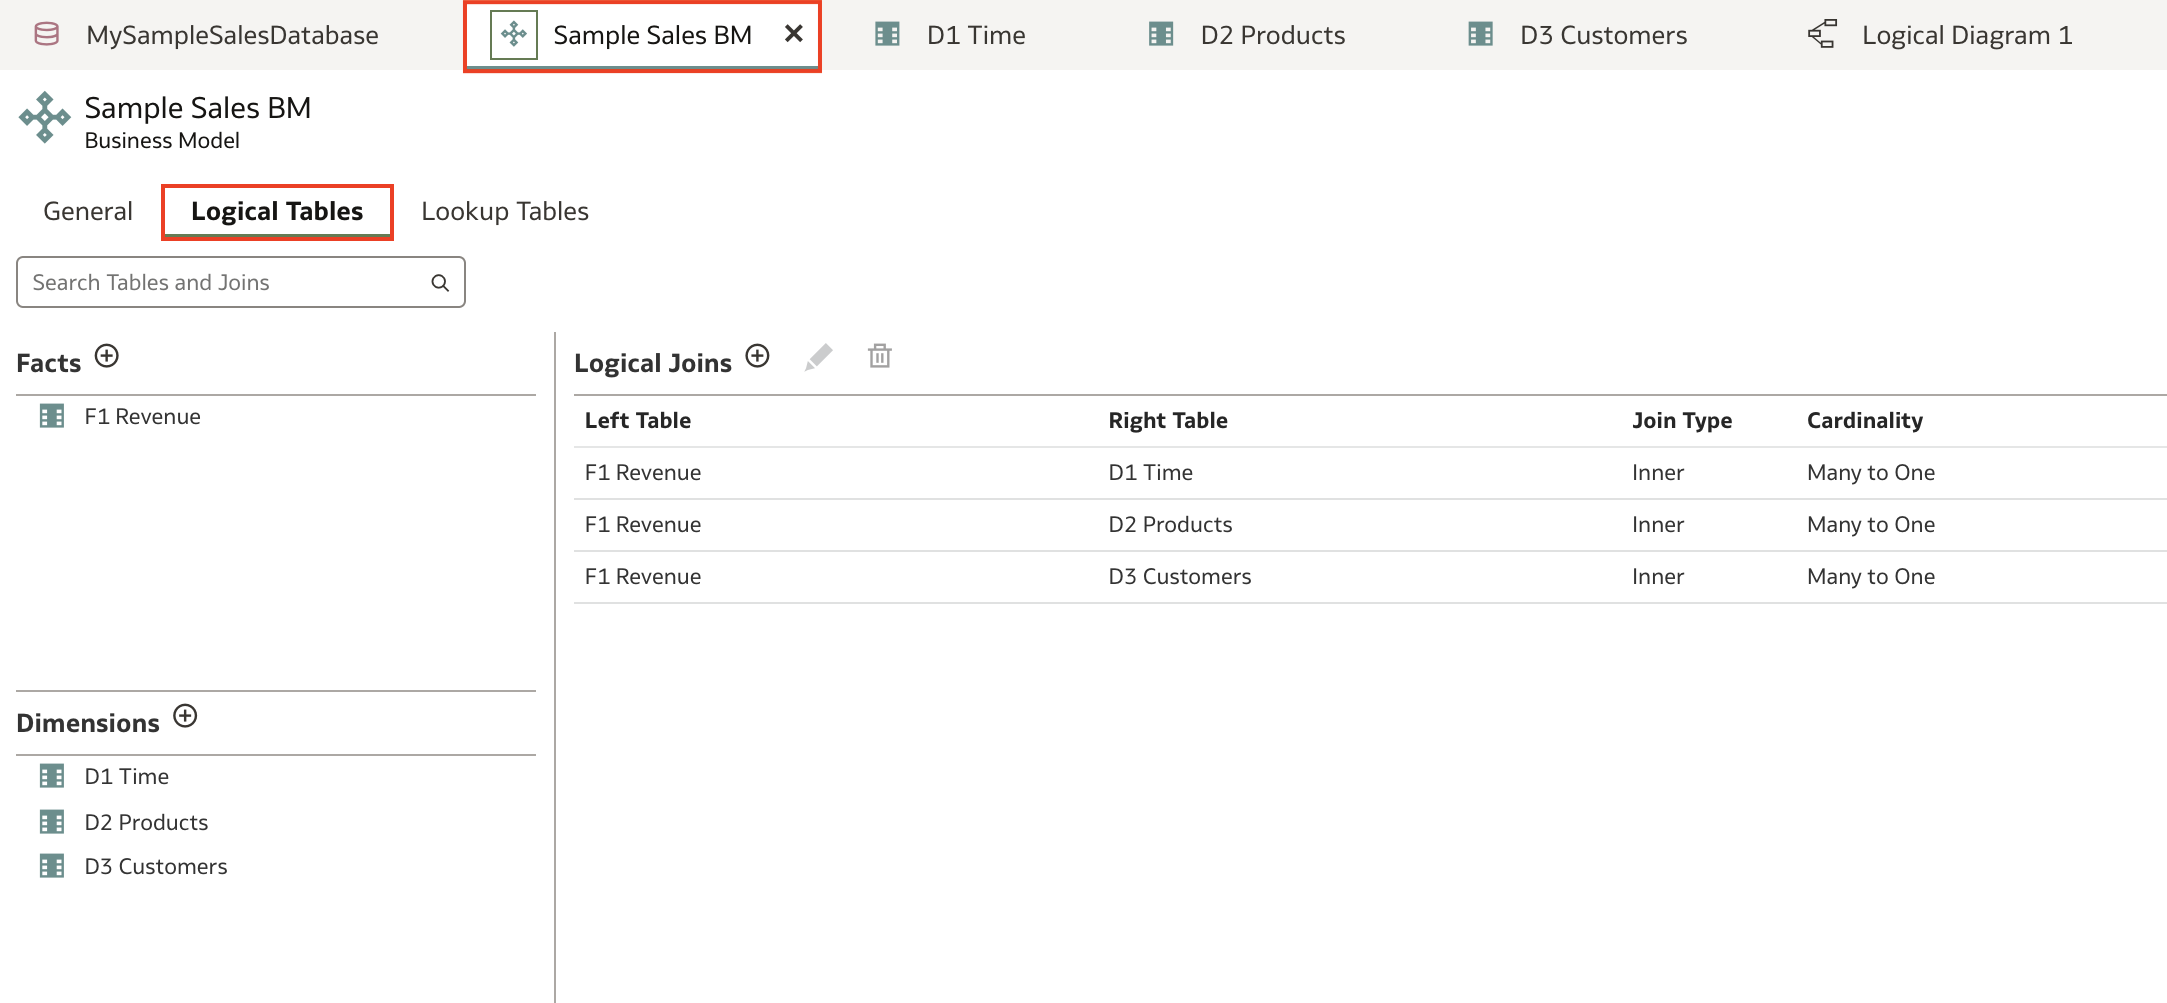 MySampleSalesDatabase Sample Sales BM D1 Time D2 Products D3 Customers Logical Diagram 1
Sample Sales BM
Business Model
General Logical Tables Lookup Tables
Search Tables and Joins
Facts
F1 Revenue
Dimensions
D1 Time
D2 Products
D3 Customers
Logical Joins
Left Table Right Table Join Type Cardinality
F1 Revenue D1 Time Inner Many to One
F1 Revenue D2 Products Inner Many to One
F1 Revenue D3 Customers Inner Many to One